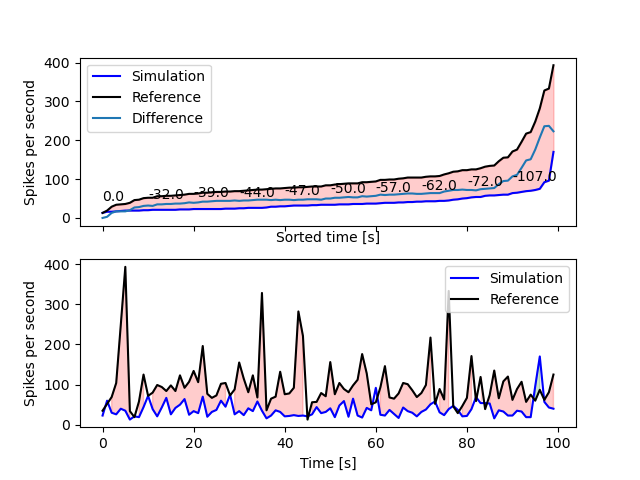 400
300
200
100
0
Spikes per second
Simulation
Reference
Difference
0.0 -32.0 -39.0 -44.0 -47.0 -50.0 -57.0 -62.0 -72.0 -107.0
Sorted time [s]
400
300
200
100
0
Spikes per second
Simulation
Reference
0 20 40 60 80 100
Time [s]